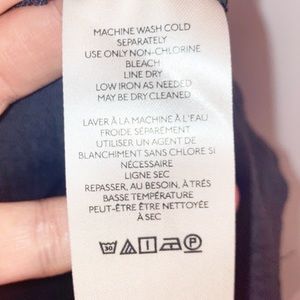 MACHINE WASH COLD
SEPARATELY
USE ONLY NON-CHLORINE
BLEACH
LINE DRY
LOW IRON AS NEEDED
MAY BE DRY CLEANED
LAVER À LA MACHINE À L'EAU
FROIDE SÉPARÉMENT
UTILISER UN AGENT DE
BLANCHIMENT SANS CHLORE SI
NÉCESSAIRE
LIGNE SEC
REPASSER, AU BESOIN, À TRÉS
BASSE TEMPÉRATURE
PEUT-ÊTRE ÊTRE NETTOYÉE
À SEC
30 P